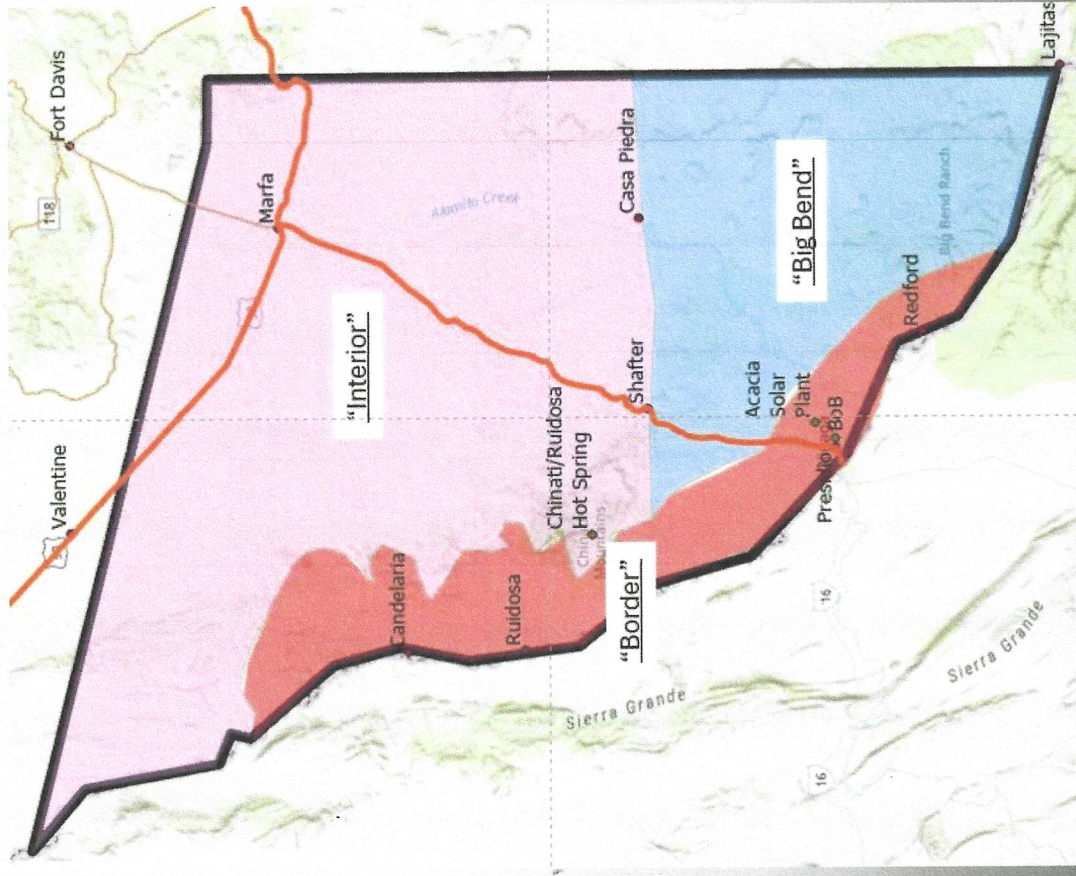 Fort Davis
118
Valentine
Marfa
Alamito Creek
“Interior”
Casa Piedra
Shafter
Chinati/Ruidosa
Hot Spring
Mountains
Candelaria
Ruidosa
“Border”
“Big Bend”
Acacia
Solar
Plant
BoB
Redford
Big Bend Ranch
Lajitas
16
16
Sierra Grande
Sierra Grande